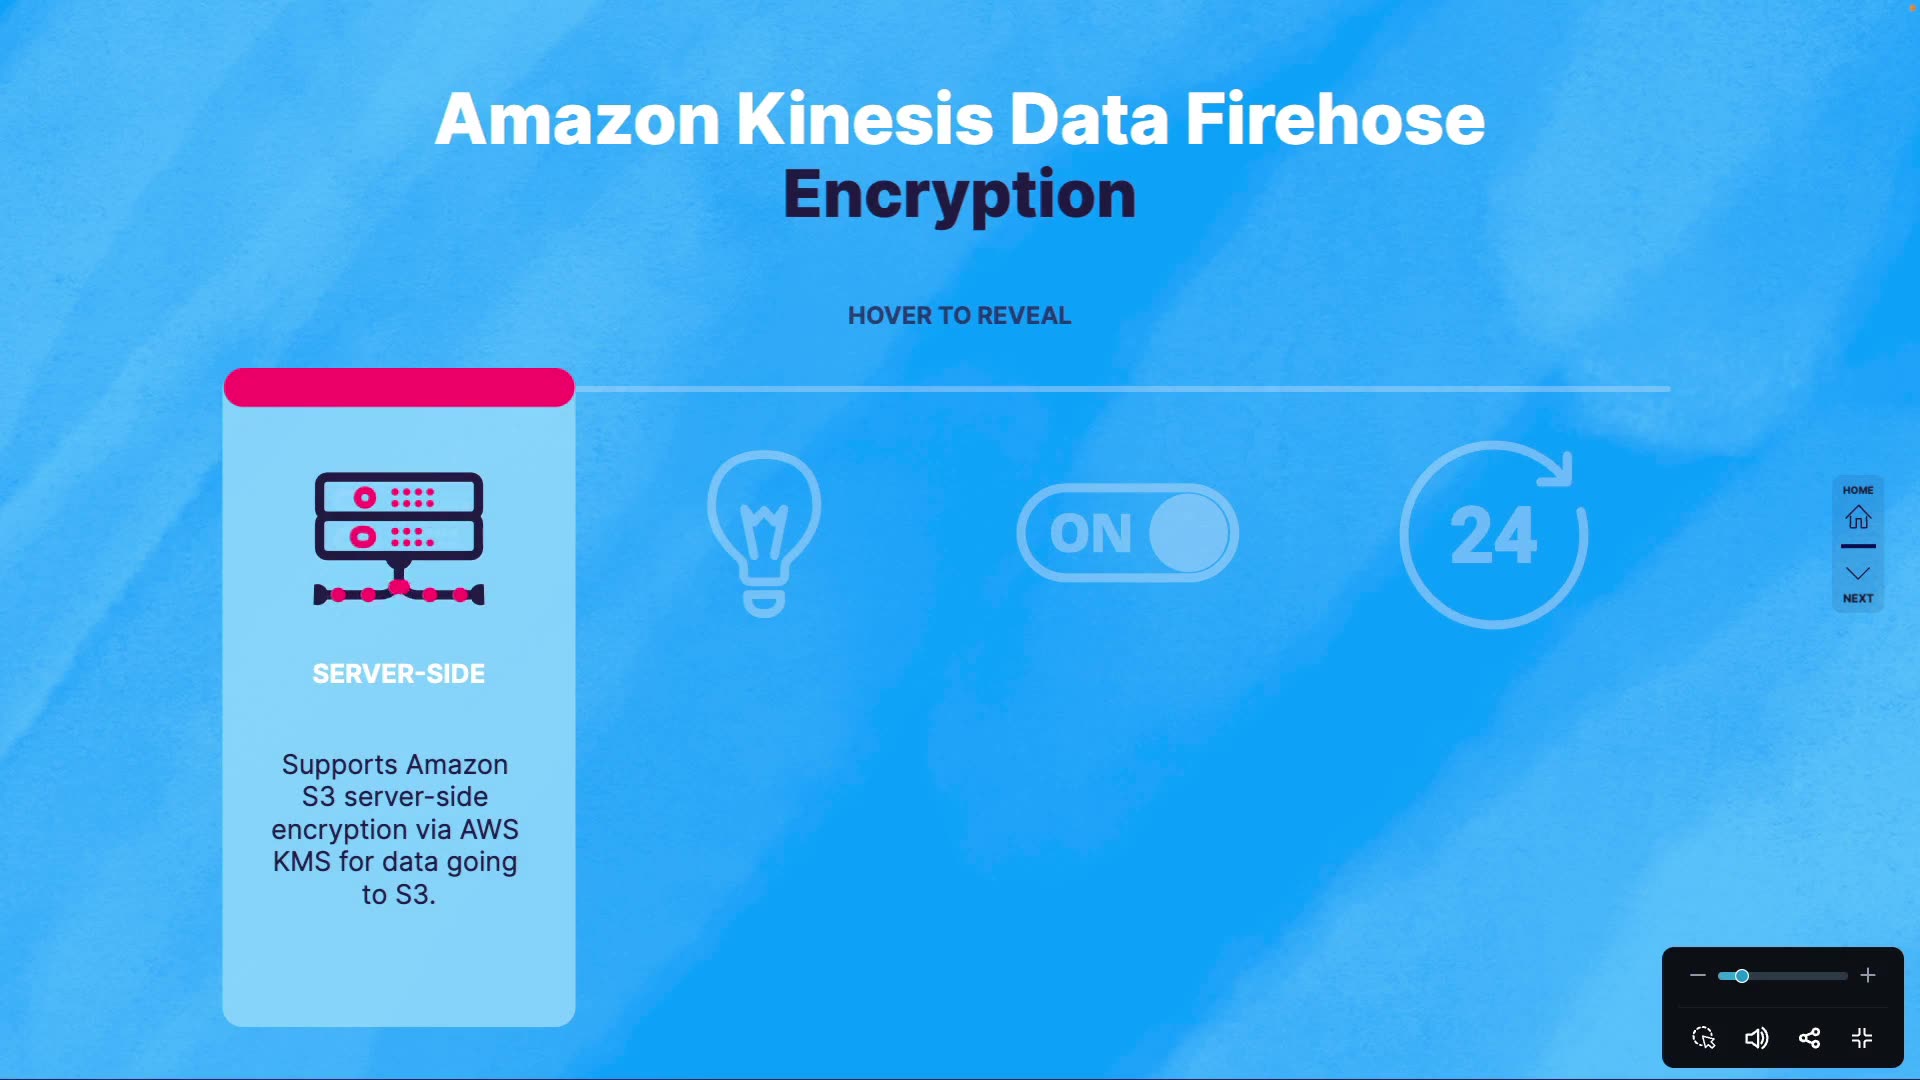 Amazon Kinesis Data Firehose
Encryption
HOVER TO REVEAL
ON
24
HOME
NEXT
SERVER-SIDE
Supports Amazon
S3 server-side
encryption via AWS
KMS for data going
to S3.